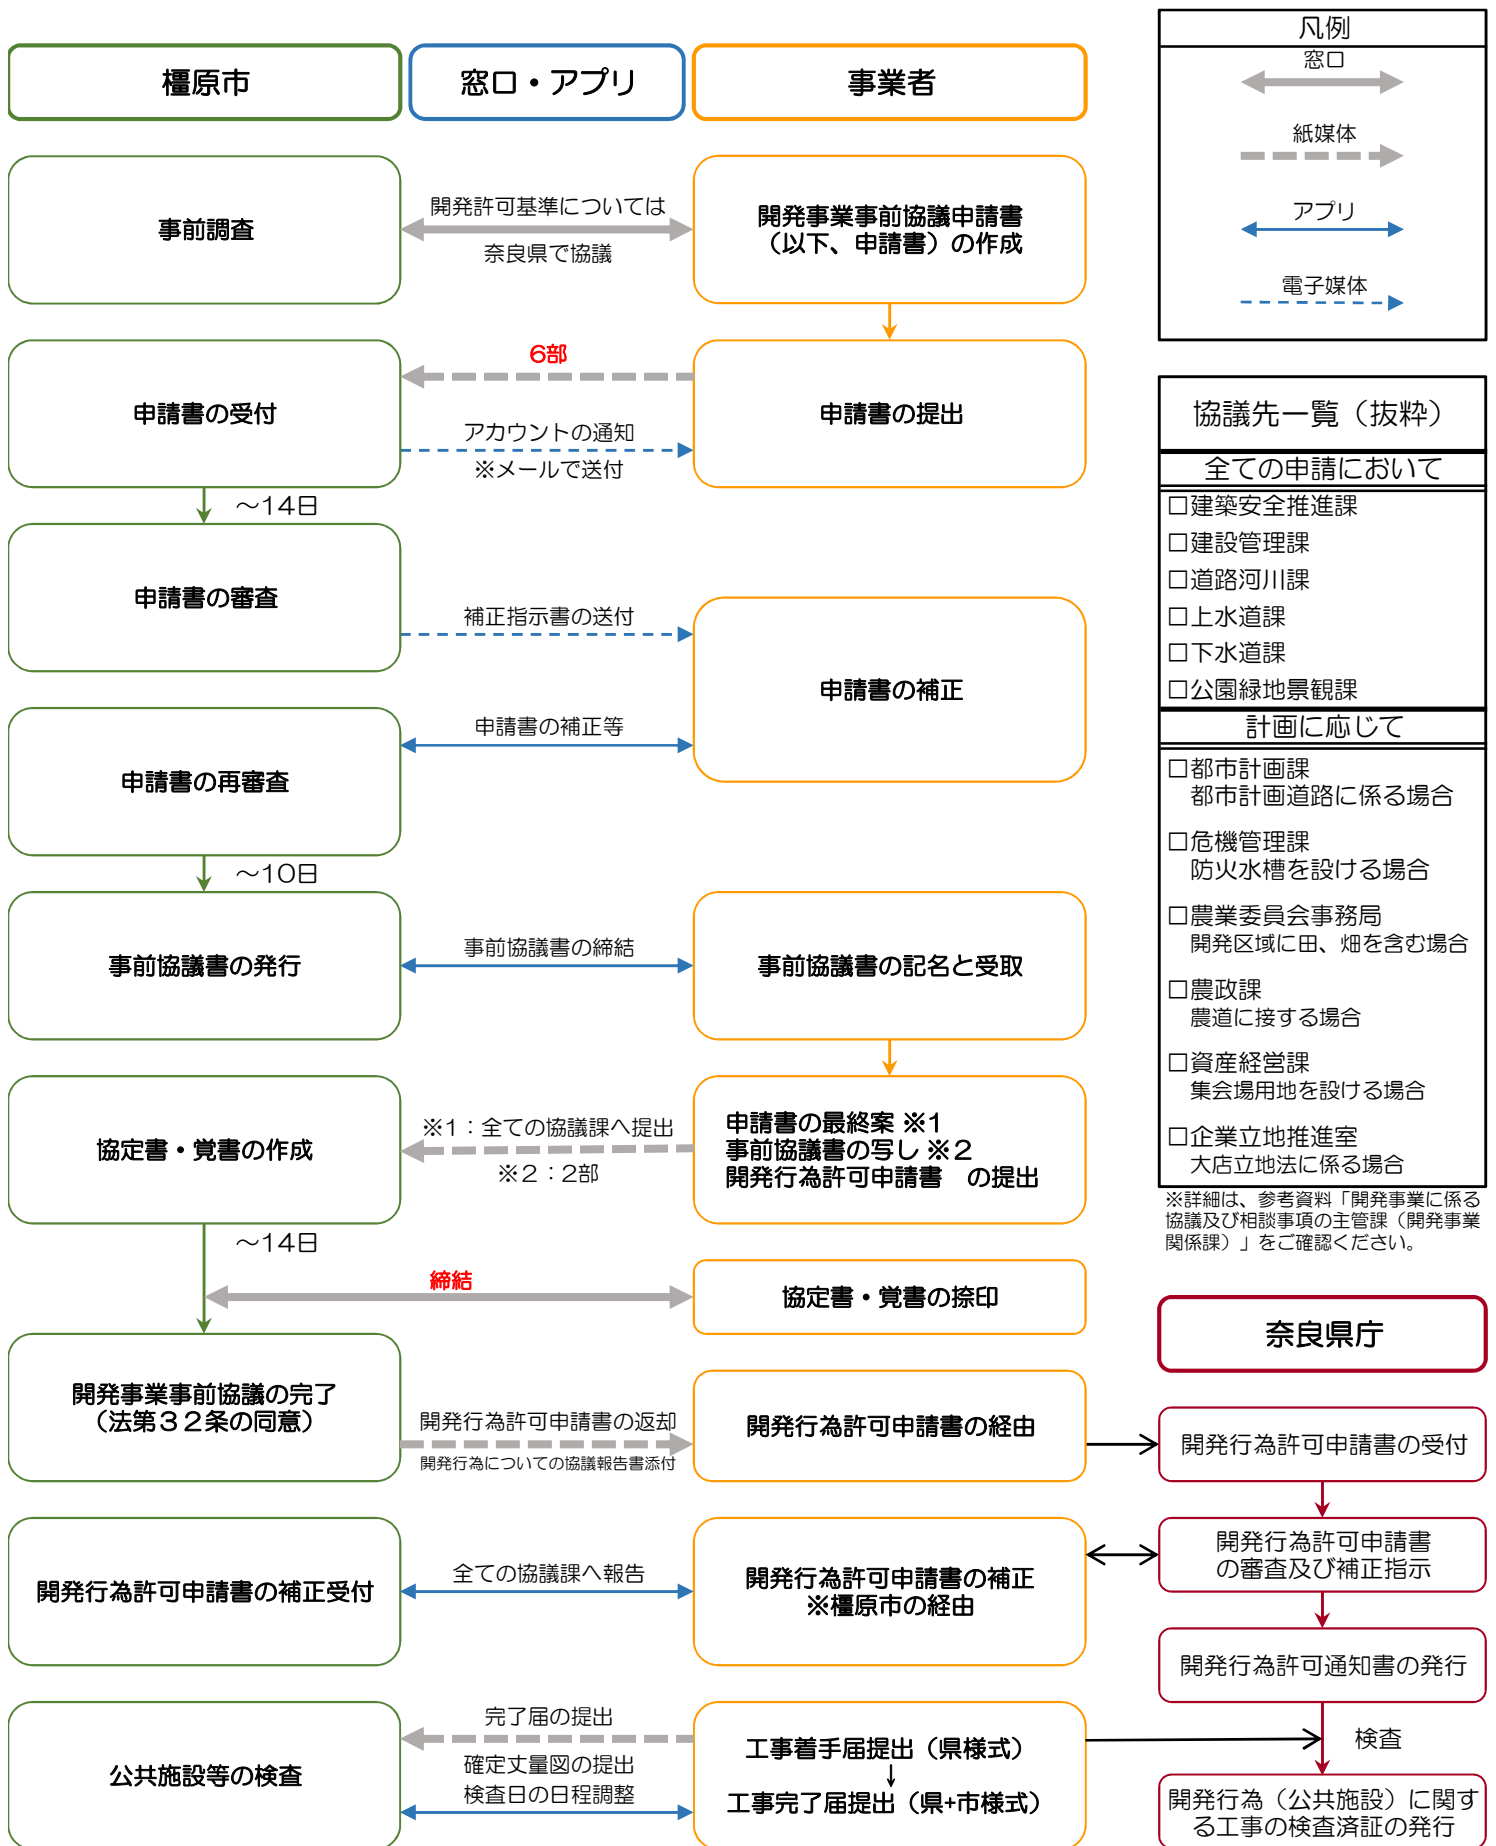 橿原市
窓口・アプリ
事業者
事前調査
開発許可基準については
奈良県で協議
開発事業事前協議申請書
（以下、申請書）の作成
申請書の受付
6部
アカウントの通知
※メールで送付
申請書の提出
～14日
申請書の審査
補正指示書の送付
申請書の補正
申請書の再審査
申請書の補正等
～10日
事前協議書の発行
事前協議書の締結
事前協議書の記名と受取
協定書・覚書の作成
※1：全ての協議課へ提出
※2：2部
申請書の最終案 ※1
事前協議書の写し ※2
開発行為許可申請書　の提出
～14日
締結
協定書・覚書の捺印
開発事業事前協議の完了
（法第32条の同意）
開発行為許可申請書の返却
開発行為についての協議報告書添付
開発行為許可申請書の経由
開発行為許可申請書の補正受付
全ての協議課へ報告
開発行為許可申請書の補正
※橿原市の経由
公共施設等の検査
完了届の提出
確定丈量図の提出
検査日の日程調整
工事着手届提出（県様式）
↓
工事完了届提出（県+市様式）
凡例
窓口
紙媒体
アプリ
電子媒体
協議先一覧（抜粋）
全ての申請において
□建築安全推進課
□建設管理課
□道路河川課
□上水道課
□下水道課
□公園緑地景観課
計画に応じて
□都市計画課
都市計画道路に係る場合
□危機管理課
防火水槽を設ける場合
□農業委員会事務局
開発区域に田、畑を含む場合
□農政課
農道に接する場合
□資産経営課
集会場用地を設ける場合
□企業立地推進室
大店立地法に係る場合
※詳細は、参考資料「開発事業に係る
協議及び相談事項の主管課（開発事業
関係課）」をご確認ください。
奈良県庁
開発行為許可申請書の受付
開発行為許可申請書
の審査及び補正指示
開発行為許可通知書の発行
検査
開発行為（公共施設）に関す
る工事の検査済証の発行